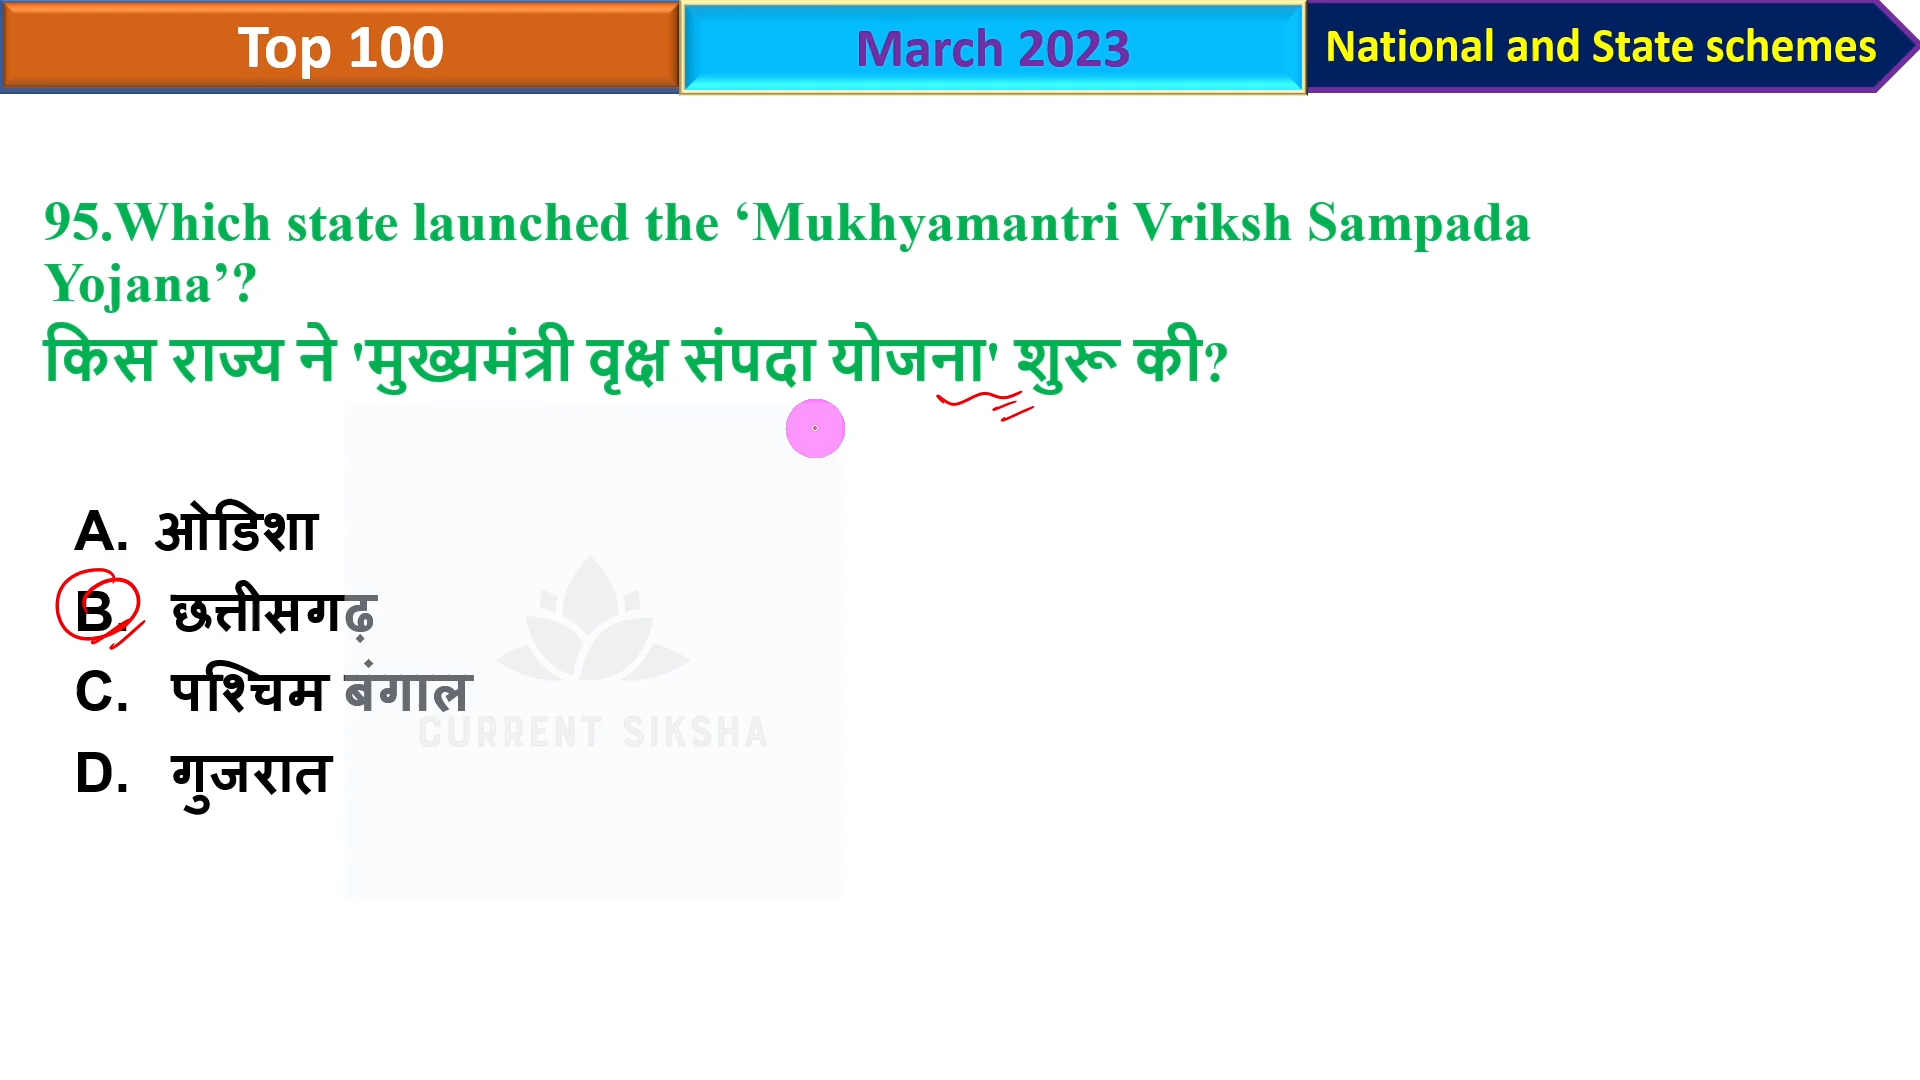 Top 100
March 2023
National and State schemes
95.Which state launched the ‘Mukhyamantri Vriksh Sampada
Yojana’?
किस राज्य ने 'मुख्यमंत्री वृक्ष संपदा योजना' शुरू की?
A. ओडिशा
B. छत्तीसगढ़
C. पश्चिम बंगाल
D. गुजरात
CURRENT SIKSHA